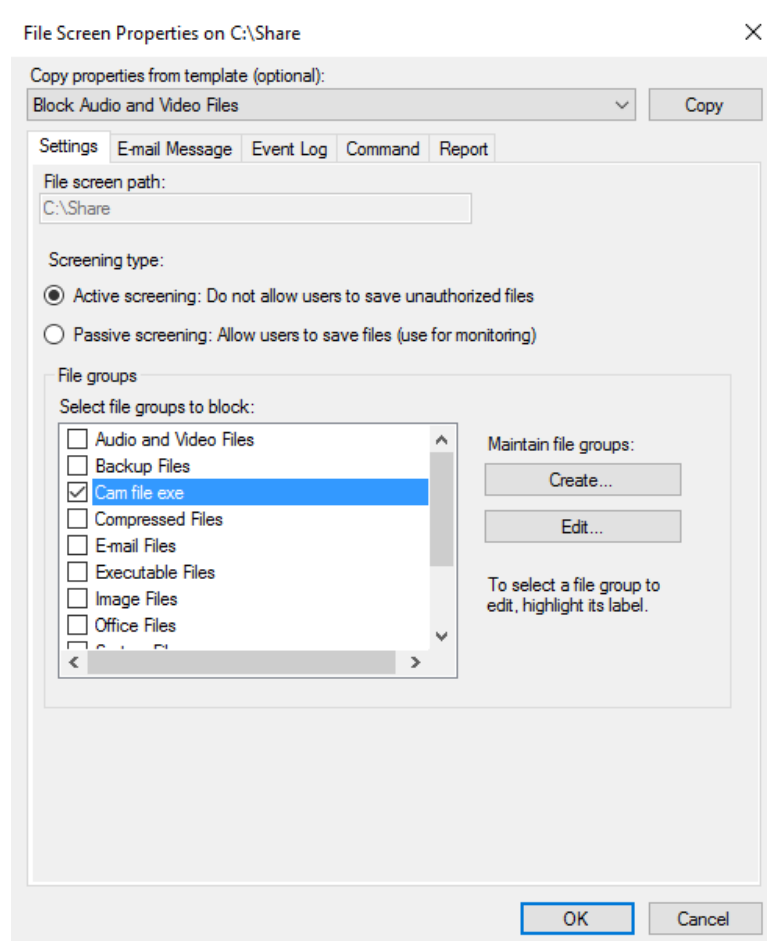 File Screen Properties on C:\Share
Copy properties from template (optional):
Block Audio and Video Files
Copy
Settings E-mail Message Event Log Command Report
File screen path:
C:\Share
Screening type:
Active screening: Do not allow users to save unauthorized files
Passive screening: Allow users to save files (use for monitoring)
File groups
Select file groups to block:
Audio and Video Files
Backup Files
Cam file exe
Compressed Files
E-mail Files
Executable Files
Image Files
Office Files
Maintain file groups:
Create...
Edit...
To select a file group to
edit, highlight its label.
OK Cancel